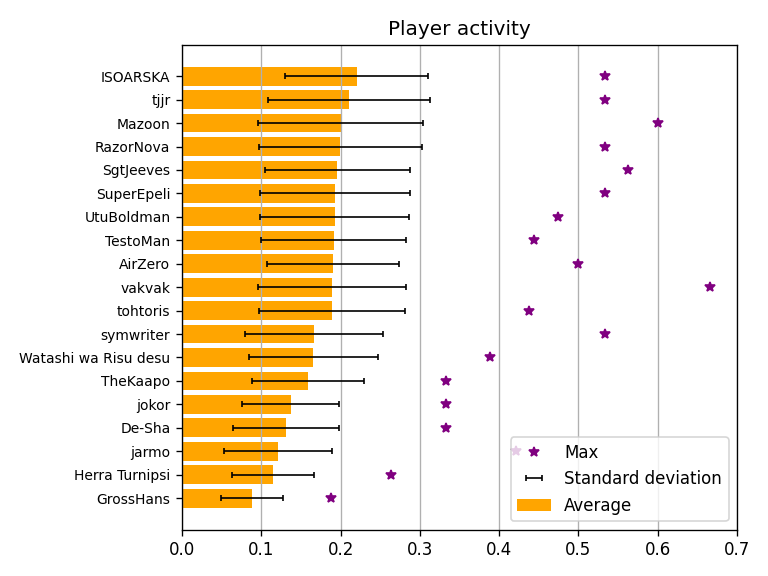 Player activity
ISOARSKA
tjjr
Mazoon
RazorNova
SgtJeeves
SuperEpeli
UtuBoldman
TestoMan
AirZero
vakvak
tohtoris
symwriter
Watashi wa Risu desu
TheKaapo
jokor
De-Sha
jarmo
Herra Turnipsi
GrossHans
Max
Standard deviation
Average
0.0 0.1 0.2 0.3 0.4 0.5 0.6 0.7